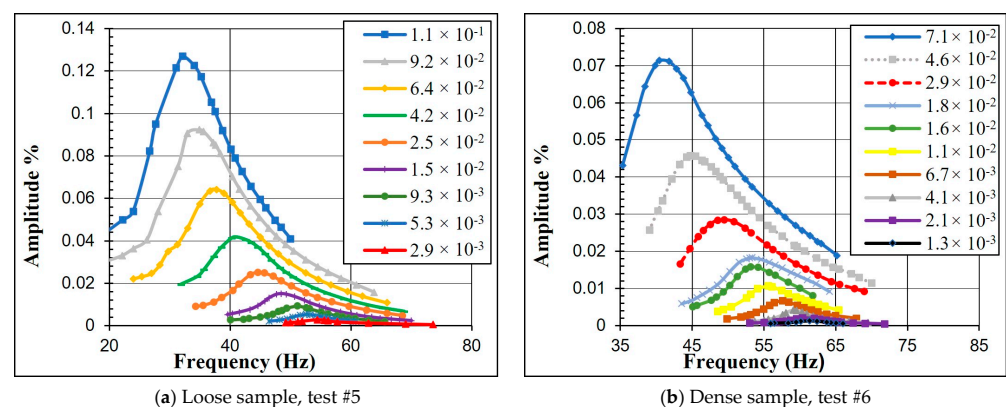 0.14
0.12
0.1
0.08
0.06
0.04
0.02
0
20
40
60
80
Amplitude %
Frequency (Hz)
1.1 × 10⁻¹
9.2 × 10⁻²
6.4 × 10⁻²
4.2 × 10⁻²
2.5 × 10⁻²
1.5 × 10⁻²
9.3 × 10⁻³
5.3 × 10⁻³
2.9 × 10⁻³
(a) Loose sample, test #5
0.08
0.07
0.06
0.05
0.04
0.03
0.02
0.01
0
35
45
55
65
75
85
Amplitude %
Frequency (Hz)
7.1× 10⁻²
4.6× 10⁻²
2.9× 10⁻²
1.8× 10⁻²
1.6× 10⁻²
1.1× 10⁻²
6.7× 10⁻³
4.1× 10⁻³
2.1× 10⁻³
1.3× 10⁻³
(b) Dense sample, test #6